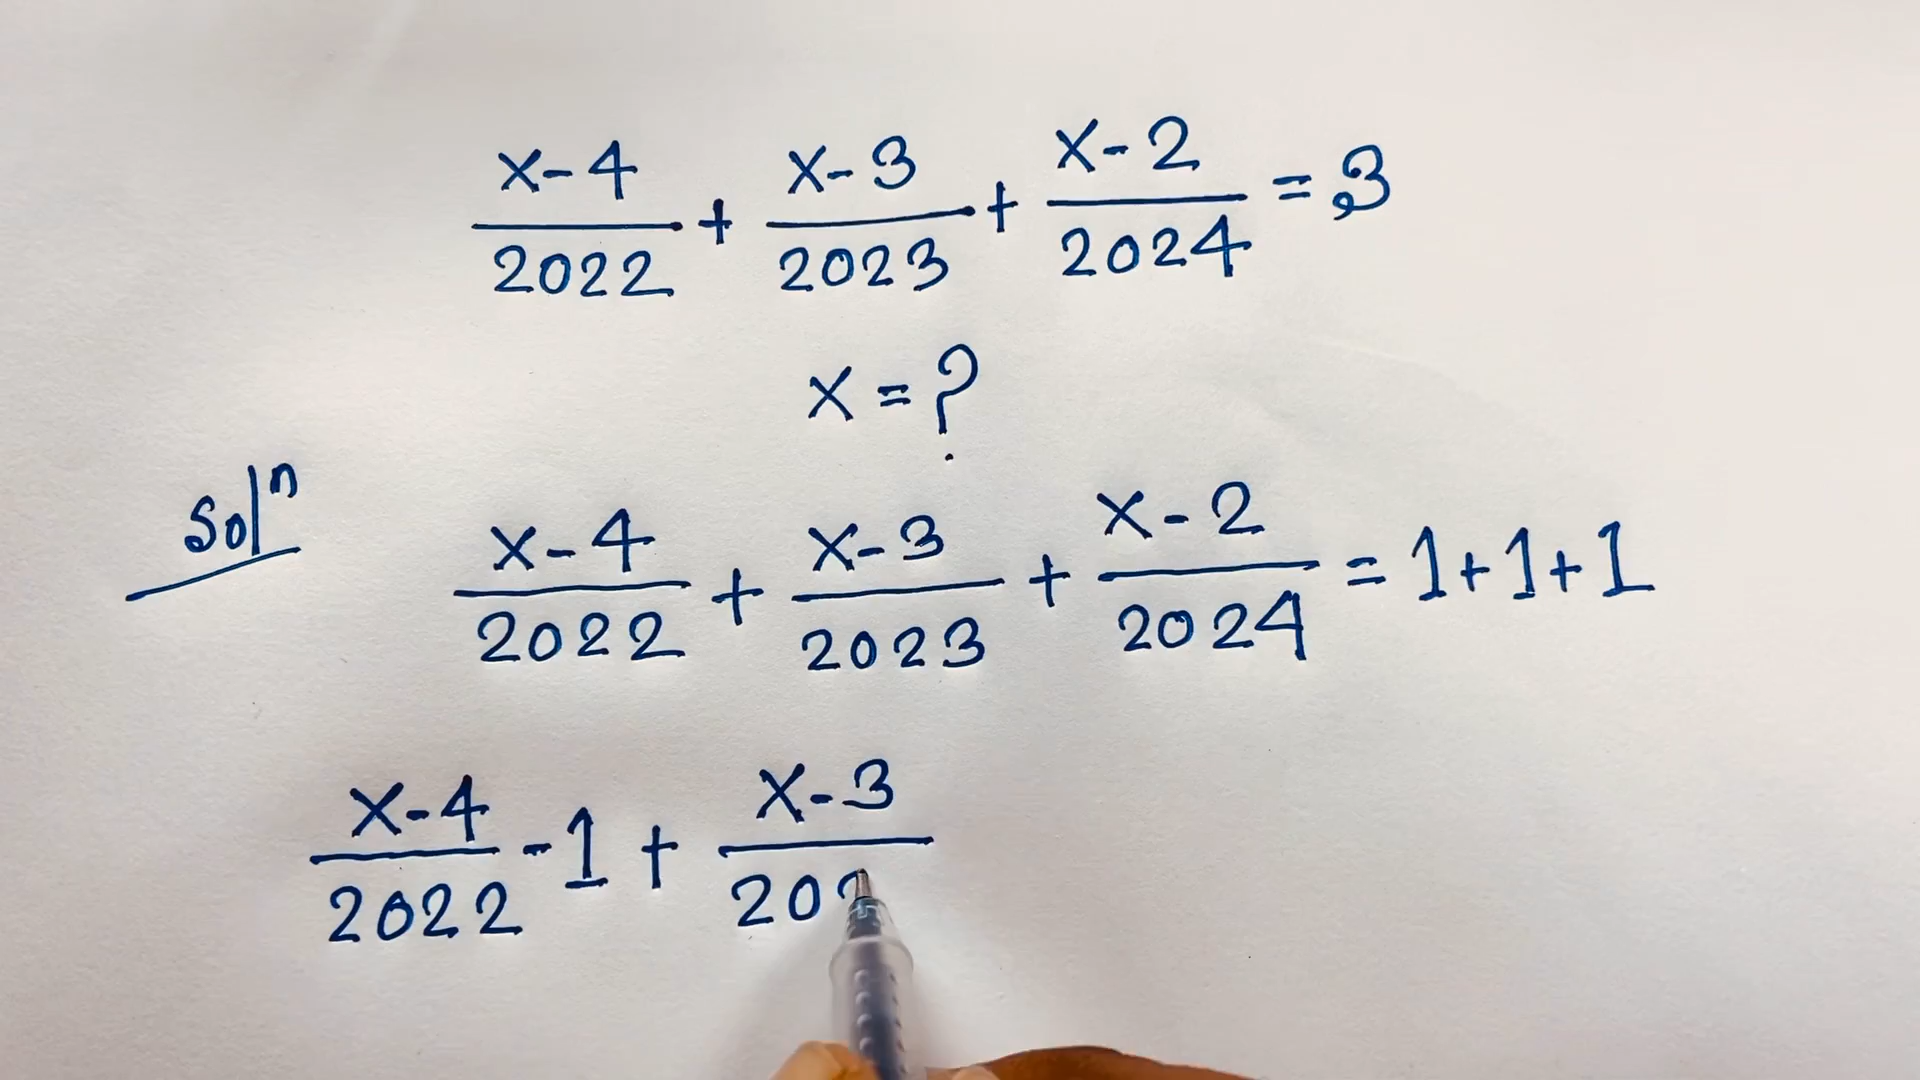 x-4/2022 + x-3/2023 + x-2/2024 = 3
x = ?
Solⁿ
x-4/2022 + x-3/2023 + x-2/2024 = 1+1+1
x-4/2022 -1 + x-3/20